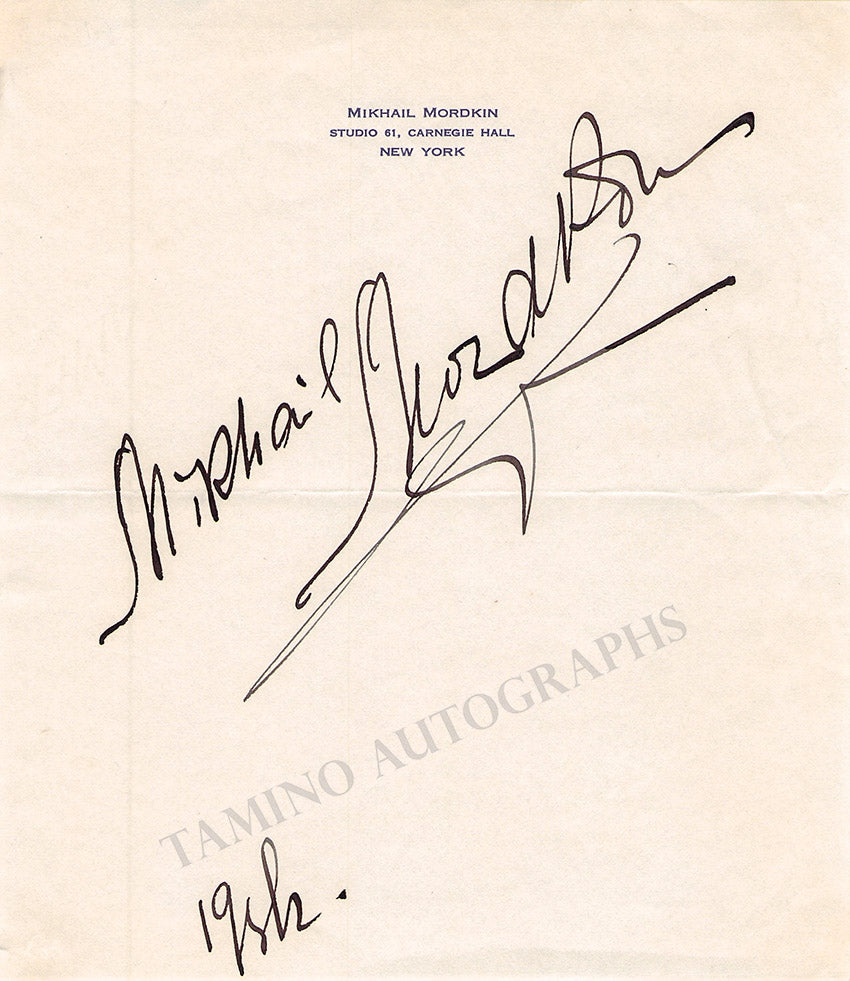 MIKHAIL MORDKIN
STUDIO 61, CARNEGIE HALL
NEW YORK
Mikhail Mordkin
TAMINO AUTOGRAPHS